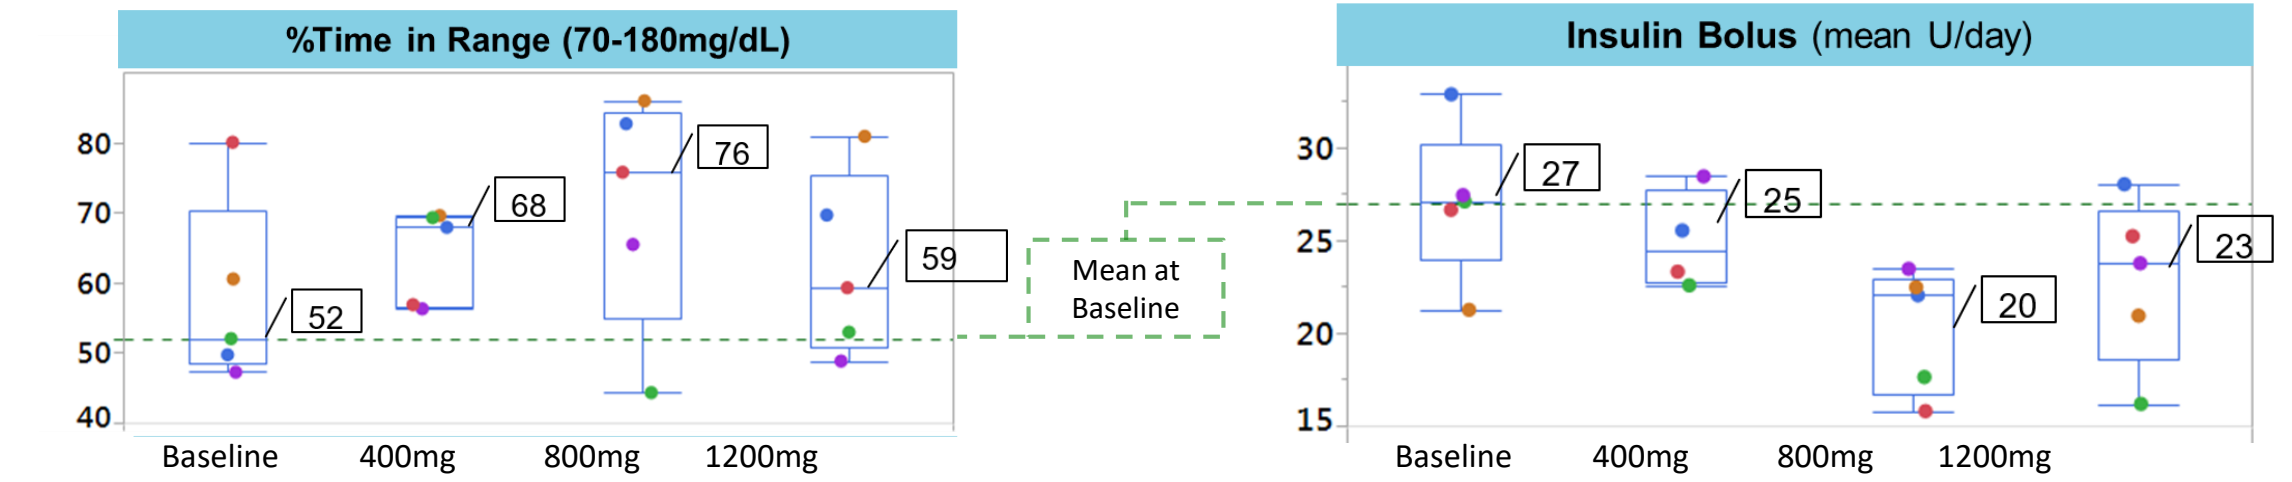 %Time in Range (70-180mg/dL)
80
70
60
50
40
52
68
76
59
Baseline 400mg 800mg 1200mg
Mean at
Baseline
Insulin Bolus (mean U/day)
30
25
20
15
27
25
20
23
Baseline 400mg 800mg 1200mg